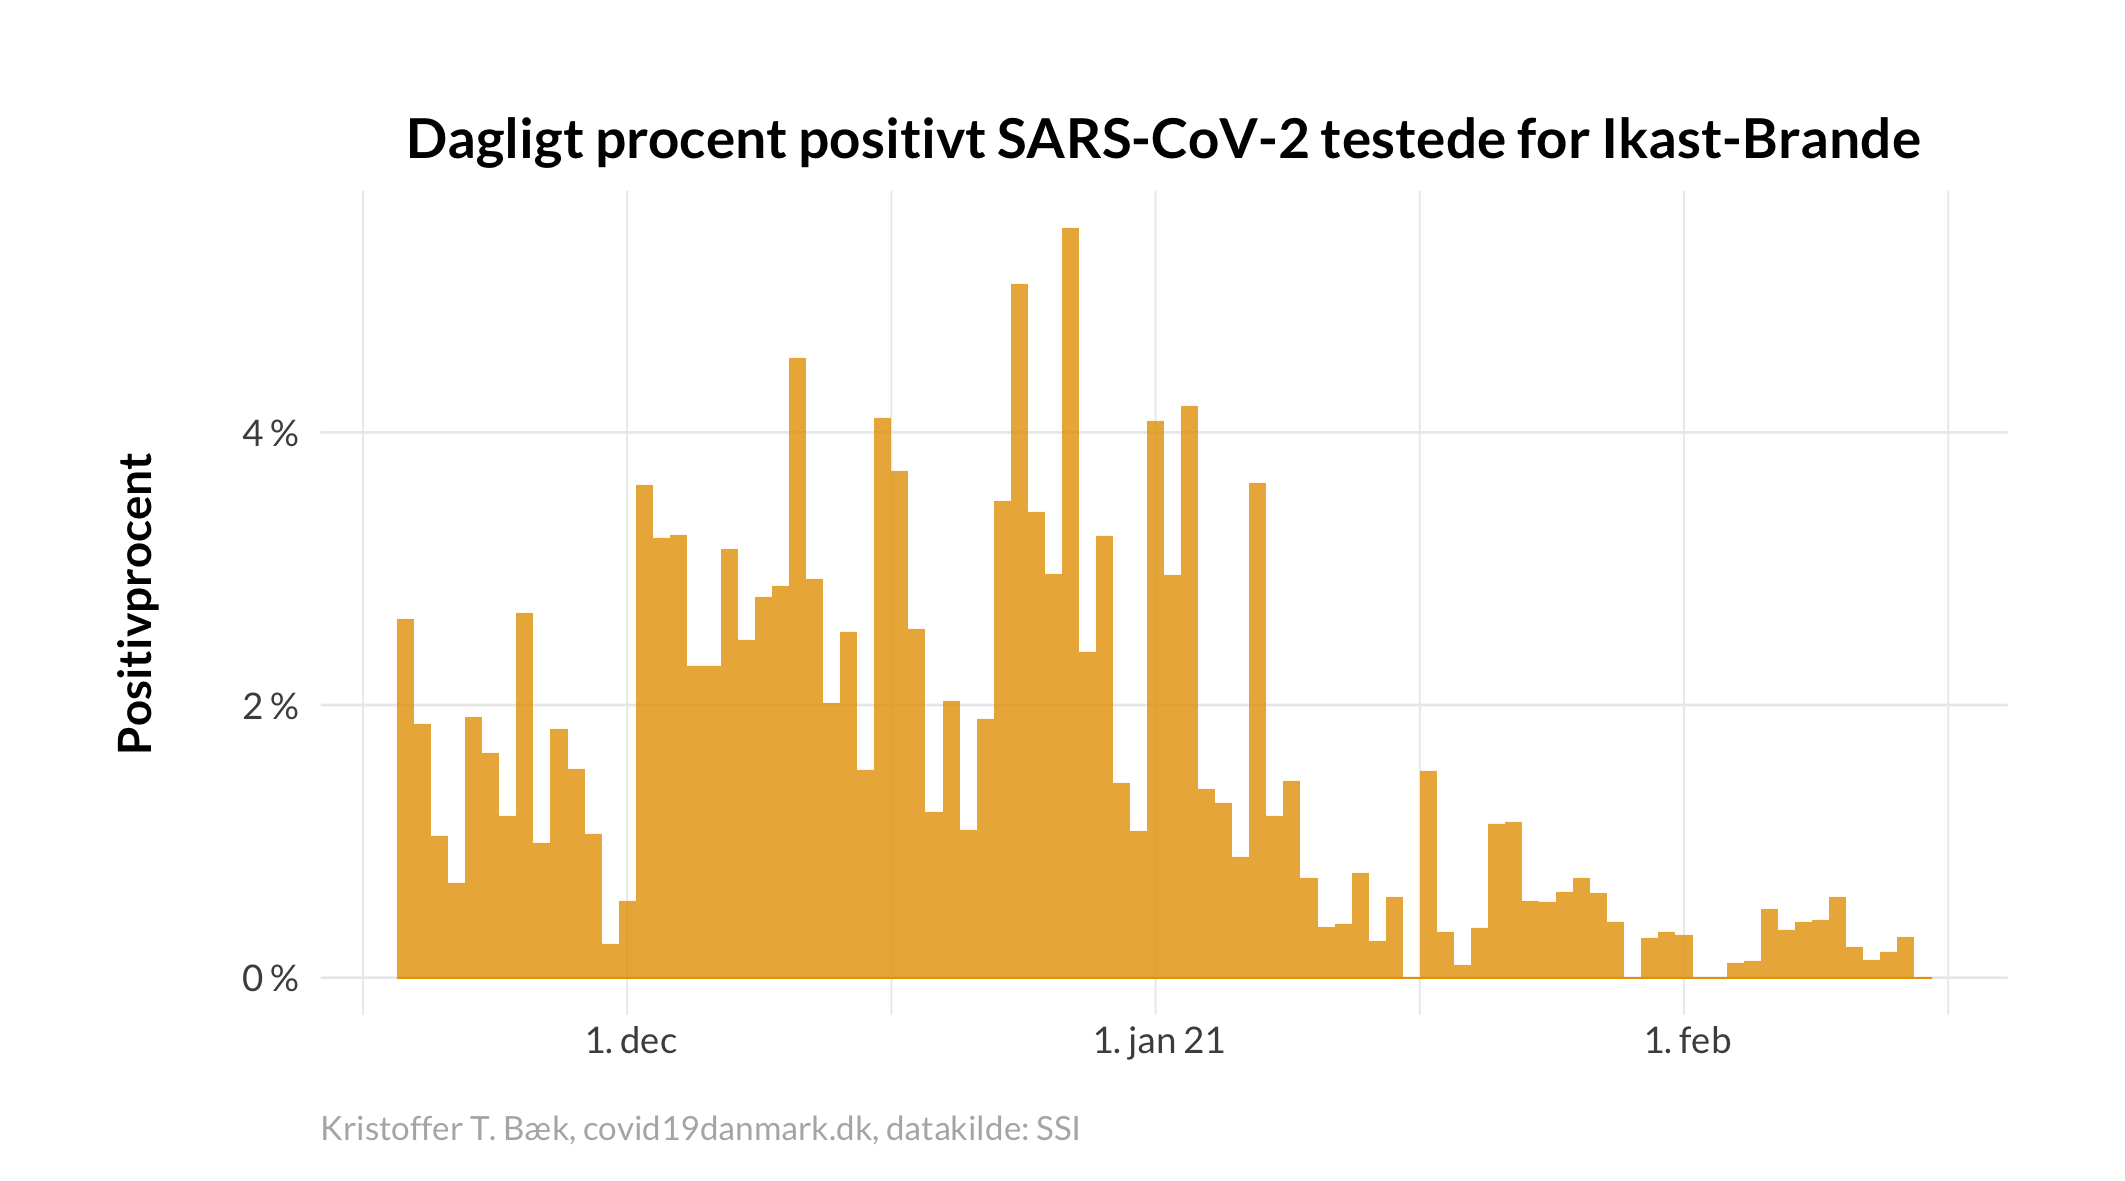 Dagligt procent positivt SARS-CoV-2 testede for Ikast-Brande
Positivprocent
4 %
2 %
0 %
1. dec
1. jan 21
1. feb
Kristoffer T. Bæk, covid19danmark.dk, datakilde: SSI